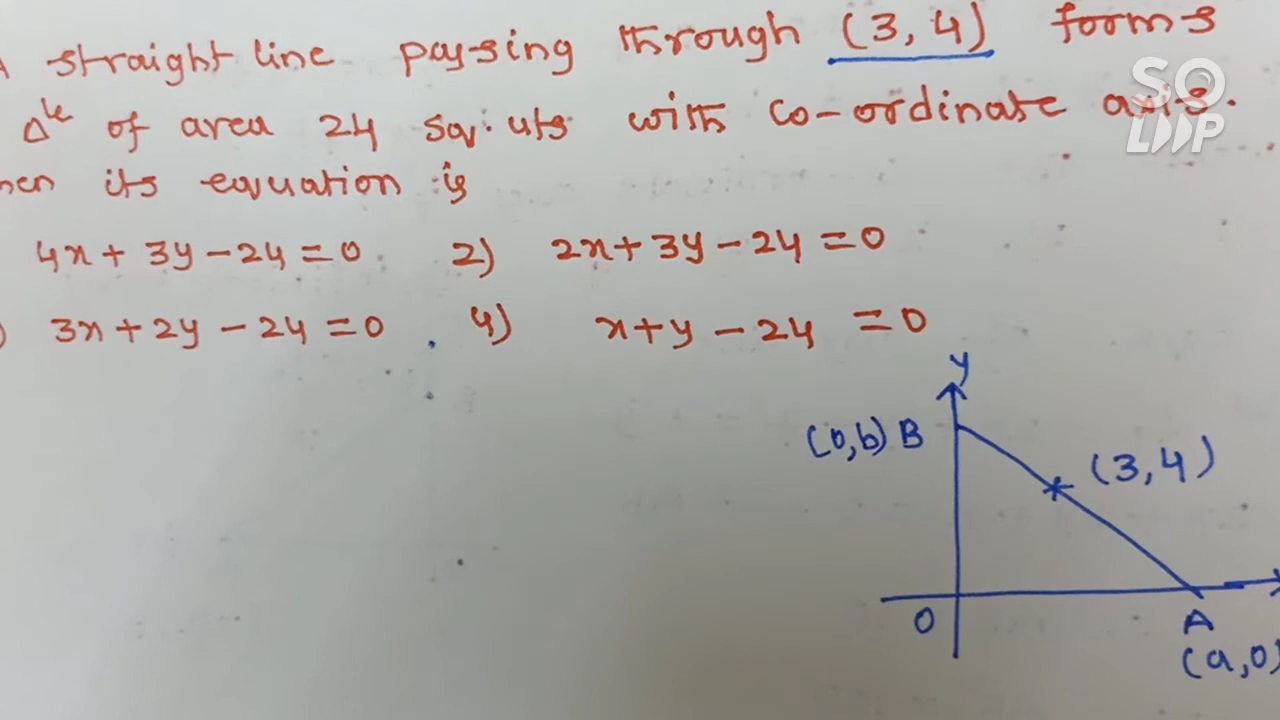 straight line passing through (3, 4) forms
Δle of area 24 sq. uts with co-ordinate axis.
its equation is
4x + 3y - 24 = 0 2) 2x + 3y - 24 = 0
) 3x + 2y - 24 = 0 4) x + y - 24 = 0
y
(0,b) B
(3,4)
O
A
(a,0)
SO
LOOP